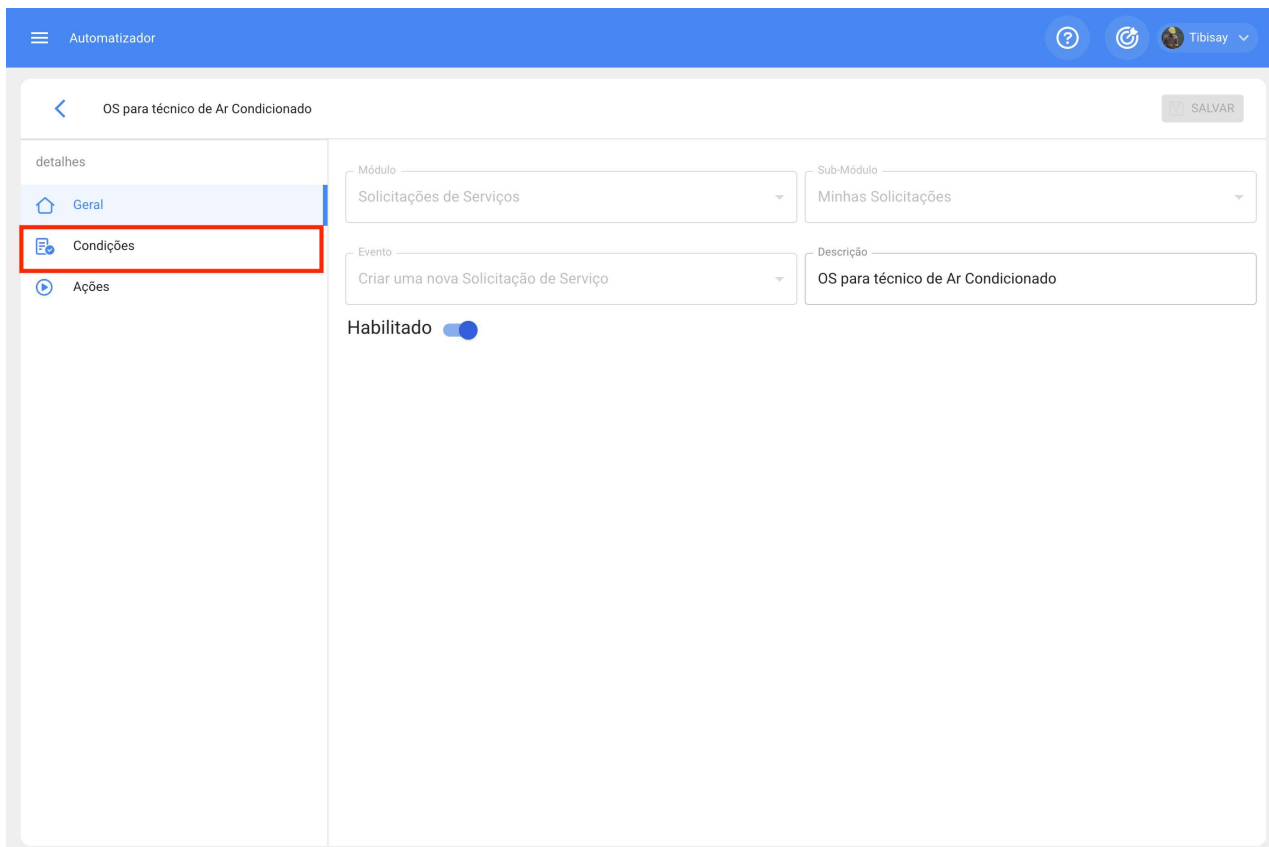 Automatizador
Tibisay
OS para técnico de Ar Condicionado
SALVAR
detalhes
Geral
Condições
Ações
Módulo
Solicitações de Serviços
Sub-Módulo
Minhas Solicitações
Evento
Criar uma nova Solicitação de Serviço
Descrição
OS para técnico de Ar Condicionado
Habilitado